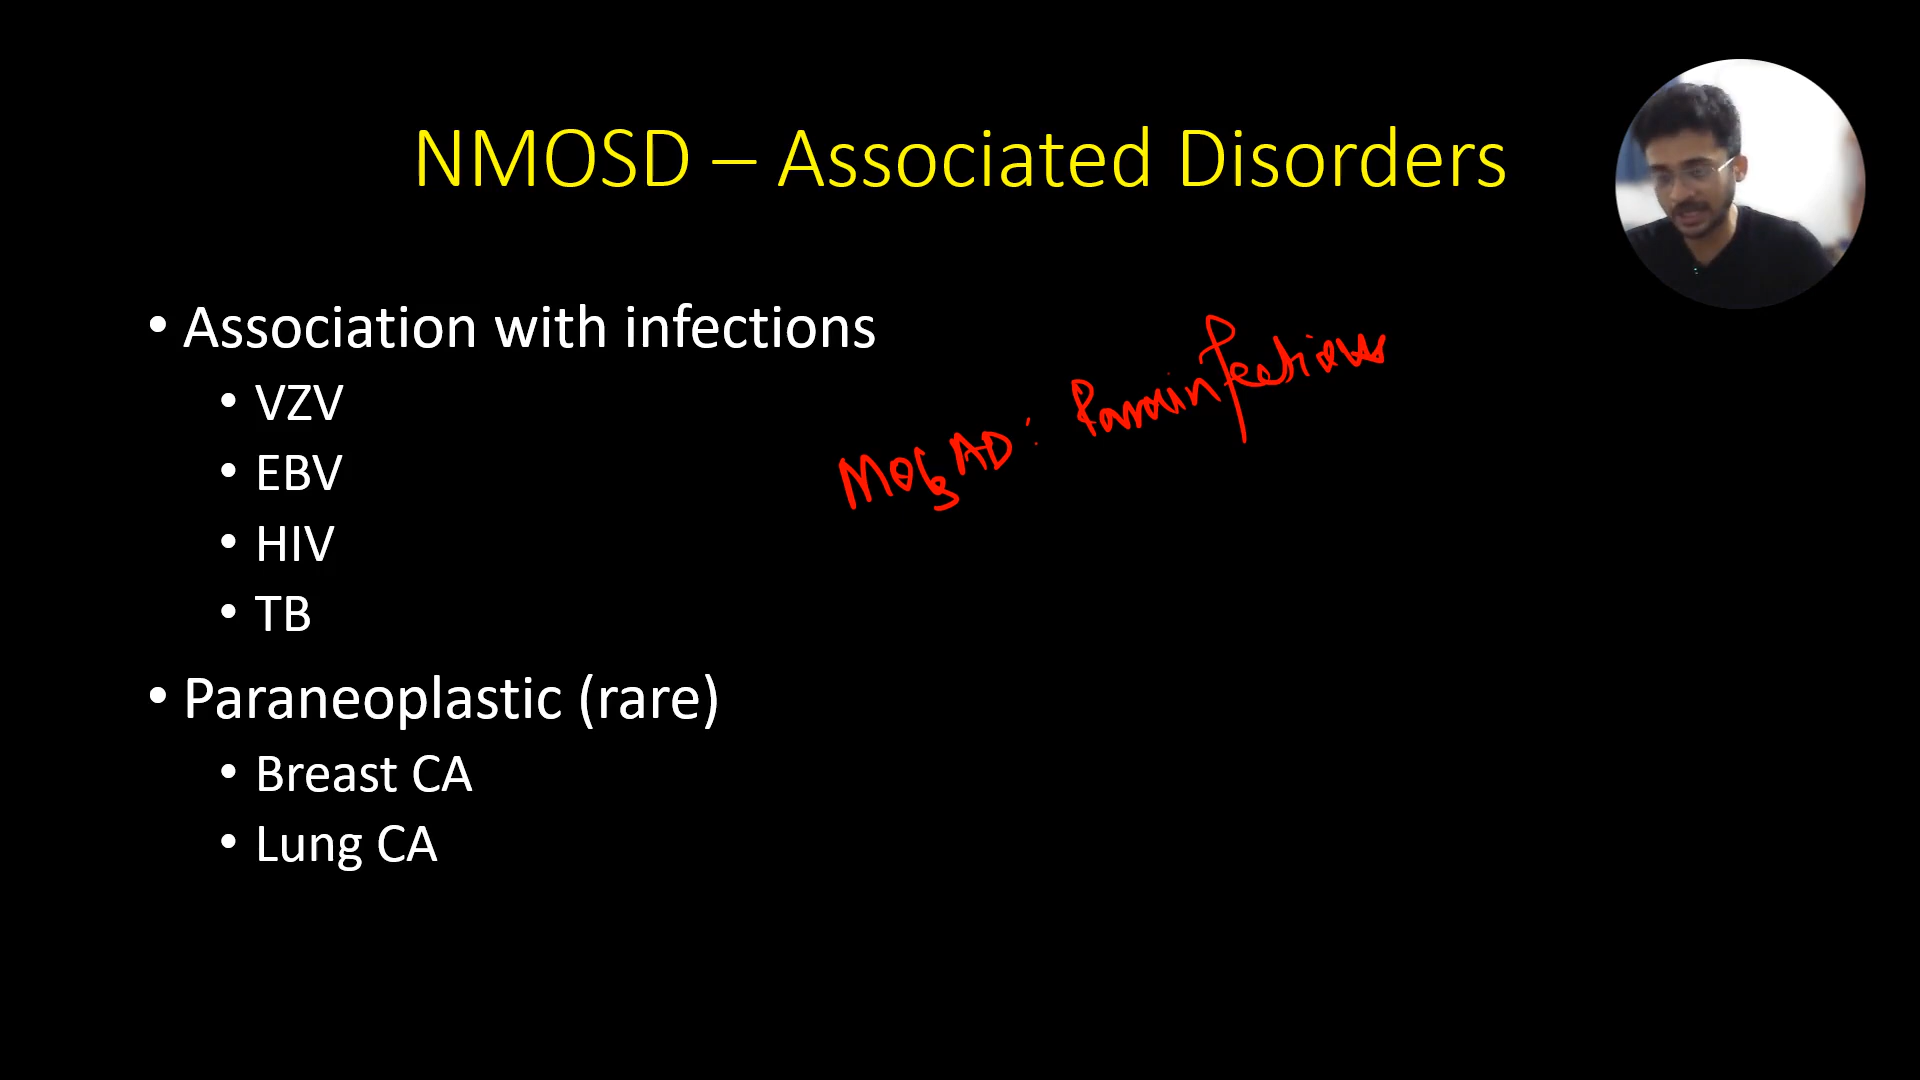 NMOSD – Associated Disorders
• Association with infections
• VZV
• EBV
• HIV
• TB
MOGAD: Parainfectious
• Paraneoplastic (rare)
• Breast CA
• Lung CA